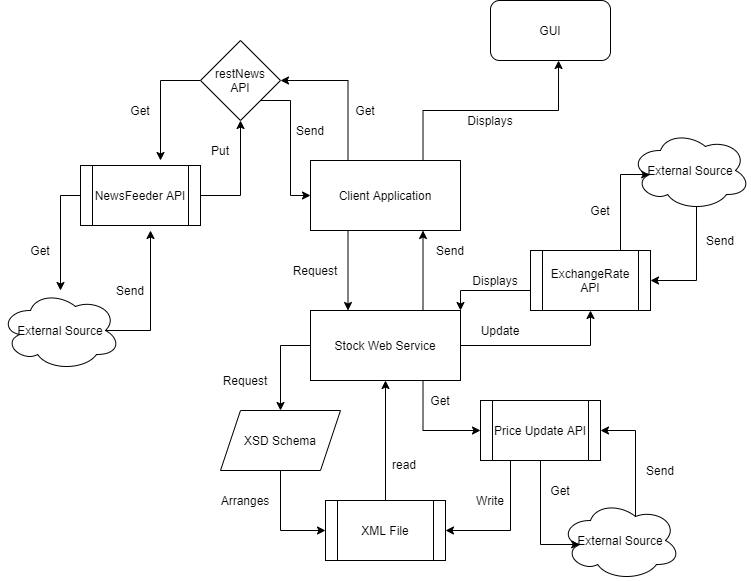 GUI
restNews
API
Get
Get
Displays
Send
Put
External Source
NewsFeeder API
Client Application
Get
Send
Get
Send
Request
Send
ExchangeRate
API
Displays
External Source
Stock Web Service
Update
Request
Get
XSD Schema
Price Update API
read
Send
Arranges
Write
Get
XML File
External Source